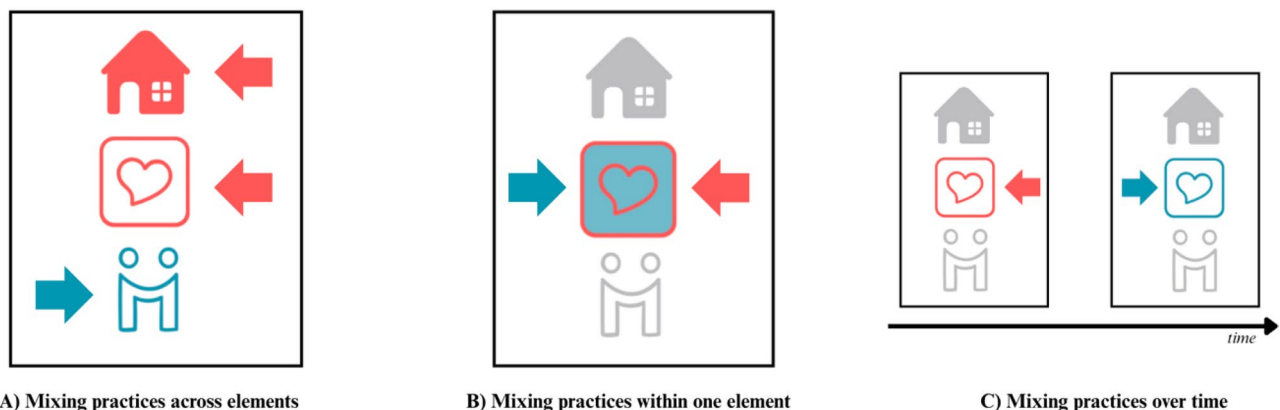 time
A) Mixing practices across elements
B) Mixing practices within one element
C) Mixing practices over time